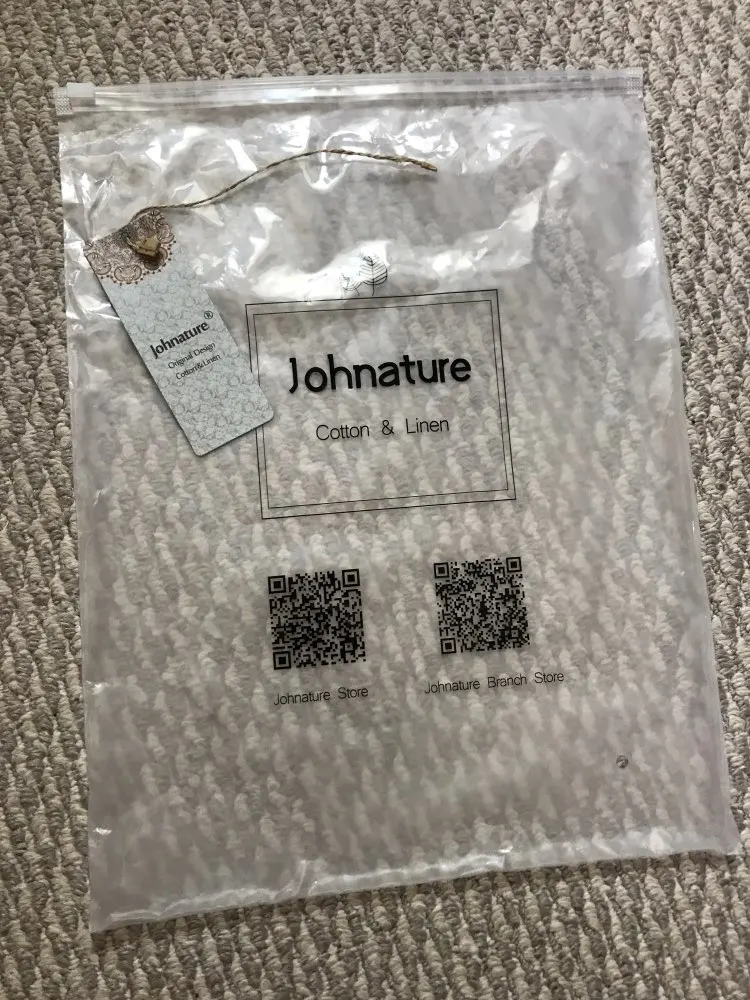 Johnature®
Original Design
Cotton&Linen
Johnature
Cotton & Linen
Johnature Store
Johnature Branch Store